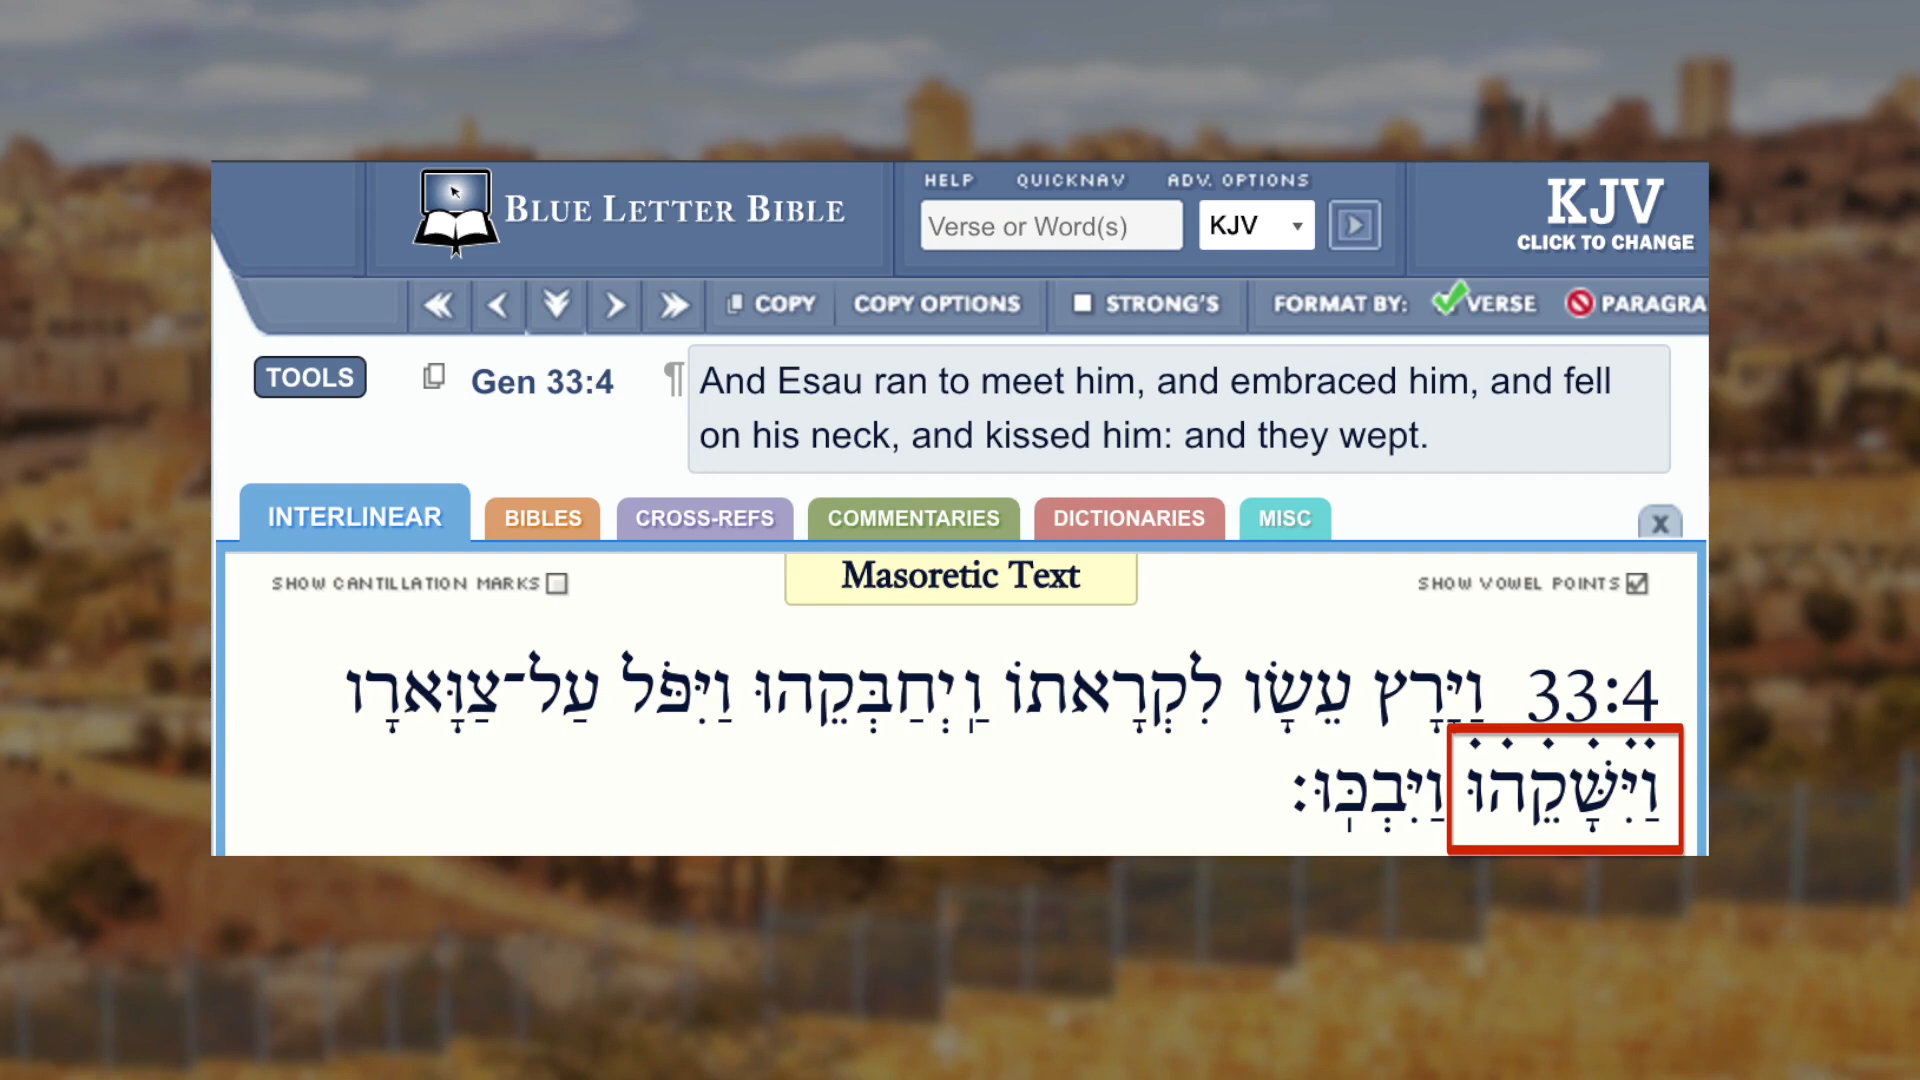 BLUE LETTER BIBLE
HELP QUICKNAV ADV. OPTIONS
Verse or Word(s) KJV
KJV
CLICK TO CHANGE
COPY COPY OPTIONS STRONG'S FORMAT BY: VERSE PARAGRA
TOOLS Gen 33:4 ¶ And Esau ran to meet him, and embraced him, and fell
on his neck, and kissed him: and they wept.
INTERLINEAR BIBLES CROSS-REFS COMMENTARIES DICTIONARIES MISC X
SHOW CANTILLATION MARKS Masoretic Text SHOW VOWEL POINTS
33:4 וַיָּרָץ עֵשָׂו לִקְרָאתוֹ וַֽיְחַבְּקֵהוּ וַיִּפֹּל עַל־צַוָּארָו
וַׄיִּׄשָּׁׄקֵׄהׄוּׄ וַיִּבְכּֽוּ׃